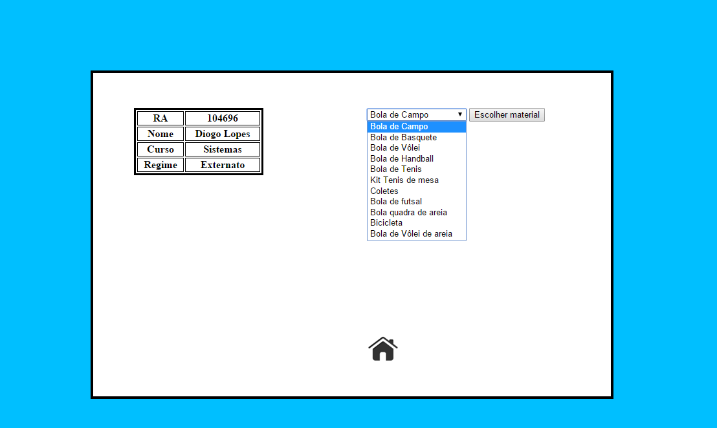 RA 104696
Nome Diogo Lopes
Curso Sistemas
Regime Externato
Bola de Campo Escolher material
Bola de Campo
Bola de Basquete
Bola de Vôlei
Bola de Handball
Bola de Tenis
Kit Tenis de mesa
Coletes
Bola de futsal
Bola quadra de areia
Bicicleta
Bola de Vôlei de areia